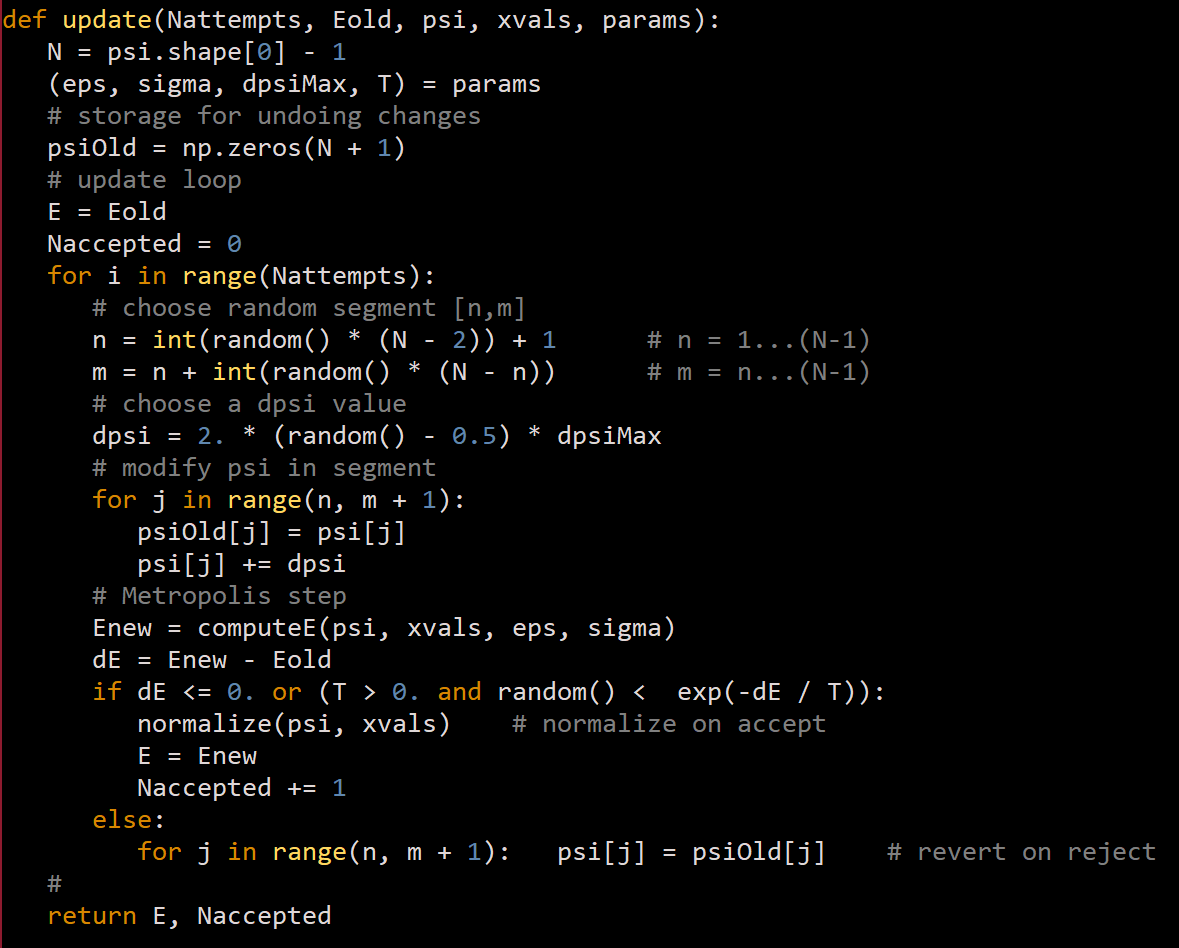 def update(Nattempts, Eold, psi, xvals, params):
   N = psi.shape[0] - 1
   (eps, sigma, dpsiMax, T) = params
   # storage for undoing changes
   psiOld = np.zeros(N + 1)
   # update loop
   E = Eold
   Naccepted = 0
   for i in range(Nattempts):
      # choose random segment [n,m]
      n = int(random() * (N - 2)) + 1      # n = 1...(N-1)
      m = n + int(random() * (N - n))      # m = n...(N-1)
      # choose a dpsi value
      dpsi = 2. * (random() - 0.5) * dpsiMax
      # modify psi in segment
      for j in range(n, m + 1):
         psiOld[j] = psi[j]
         psi[j] += dpsi
      # Metropolis step
      Enew = computeE(psi, xvals, eps, sigma)
      dE = Enew - Eold
      if dE <= 0. or (T > 0. and random() <  exp(-dE / T)):
         normalize(psi, xvals)    # normalize on accept
         E = Enew
         Naccepted += 1
      else:
         for j in range(n, m + 1):   psi[j] = psiOld[j]    # revert on reject
   #
   return E, Naccepted